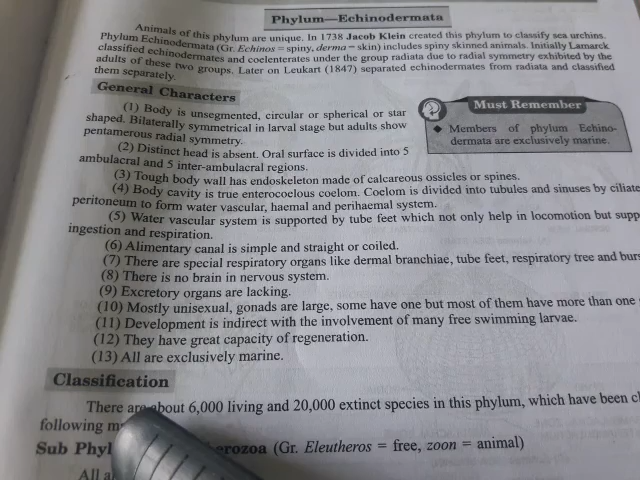 Phylum—Echinodermata
Animals of this phylum are unique. In 1738 Jacob Klein created this phylum to classify sea urchins.
Phylum Echinodermata (Gr. Echinos = spiny, derma = skin) includes spiny skinned animals. Initially Lamarck
classified echinodermates and coelenterates under the group radiata due to radial symmetry exhibited by the
adults of these two groups. Later on Leukart (1847) separated echinodermates from radiata and classified
them separately.
General Characters
(1) Body is unsegmented, circular or spherical or star
shaped. Bilaterally symmetrical in larval stage but adults show
pentamerous radial symmetry.
(2) Distinct head is absent. Oral surface is divided into 5
ambulacral and 5 inter-ambulacral regions.
Must Remember
◆ Members of phylum Echino-
dermata are exclusively marine.
(3) Tough body wall has endoskeleton made of calcareous ossicles or spines.
(4) Body cavity is true enterocoelous coelom. Coelom is divided into tubules and sinuses by ciliate
peritoneum to form water vascular, haemal and perihaemal system.
(5) Water vascular system is supported by tube feet which not only help in locomotion but supp
ingestion and respiration.
(6) Alimentary canal is simple and straight or coiled.
(7) There are special respiratory organs like dermal branchiae, tube feet, respiratory tree and burs
(8) There is no brain in nervous system.
(9) Excretory organs are lacking.
(10) Mostly unisexual, gonads are large, some have one but most of them have more than one
(11) Development is indirect with the involvement of many free swimming larvae.
(12) They have great capacity of regeneration.
(13) All are exclusively marine.
Classification
There are about 6,000 living and 20,000 extinct species in this phylum, which have been cl
following m
Sub Phyl erozoa (Gr. Eleutheros = free, zoon = animal)
All a